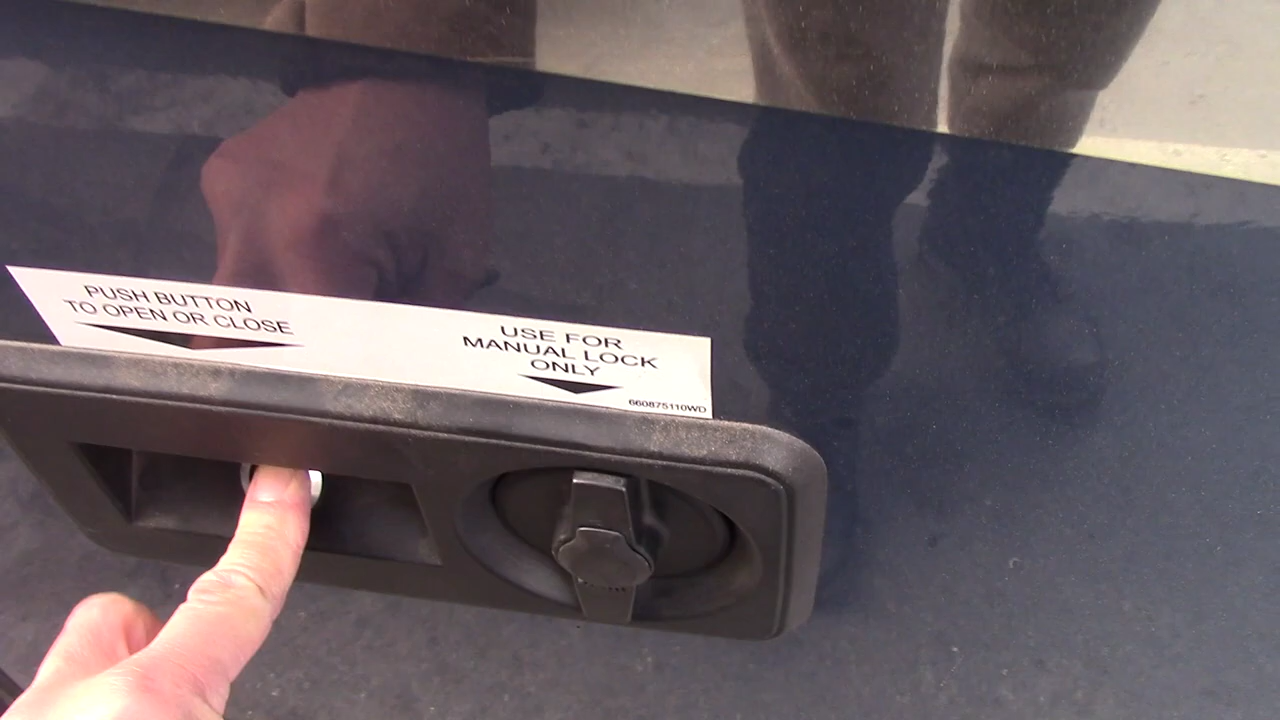 PUSH BUTTON
TO OPEN OR CLOSE
USE FOR
MANUAL LOCK
ONLY
660875110WD